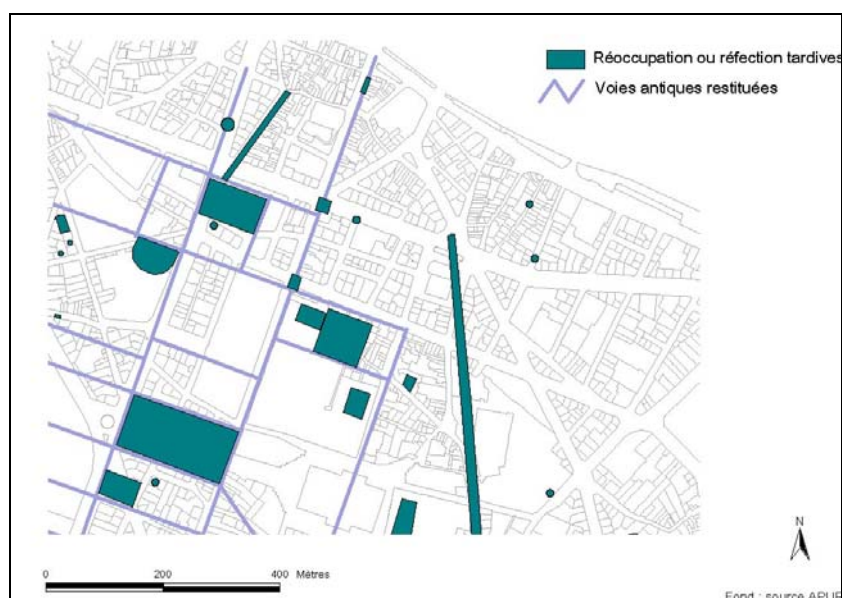 Réoccupation ou réfection tardives
Voies antiques restituées
N
0 200 400 Mètres
Fond : source APUR